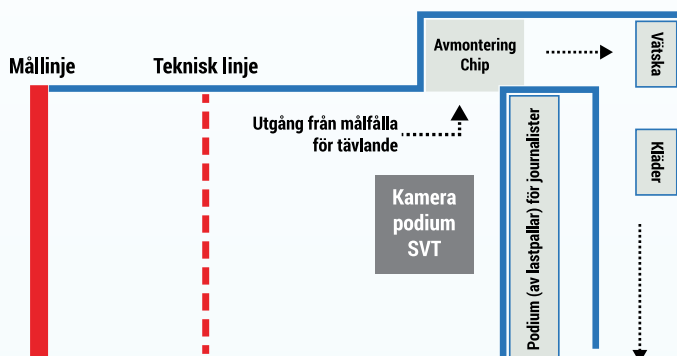 Mållinje
Teknisk linje
Avmontering
Chip
Vätska
Utgång från målfålla
för tävlande
Kläder
Kamera
podium
SVT
Podium (av lastpallar) för journalister